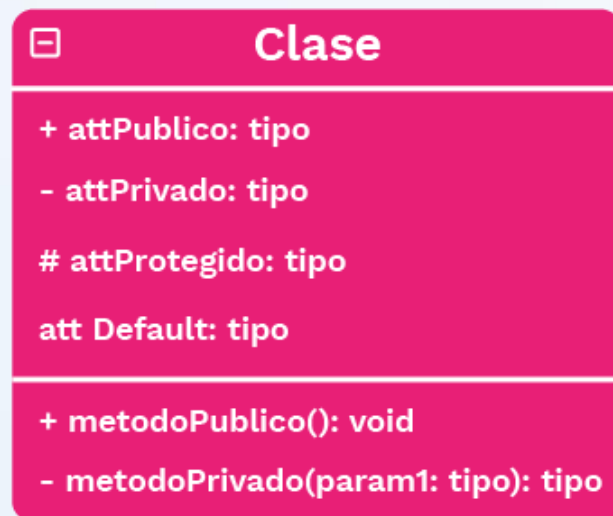 Clase
+ attPublico: tipo
- attPrivado: tipo
# attProtegido: tipo
att Default: tipo
+ metodoPublico(): void
- metodoPrivado(param1: tipo): tipo